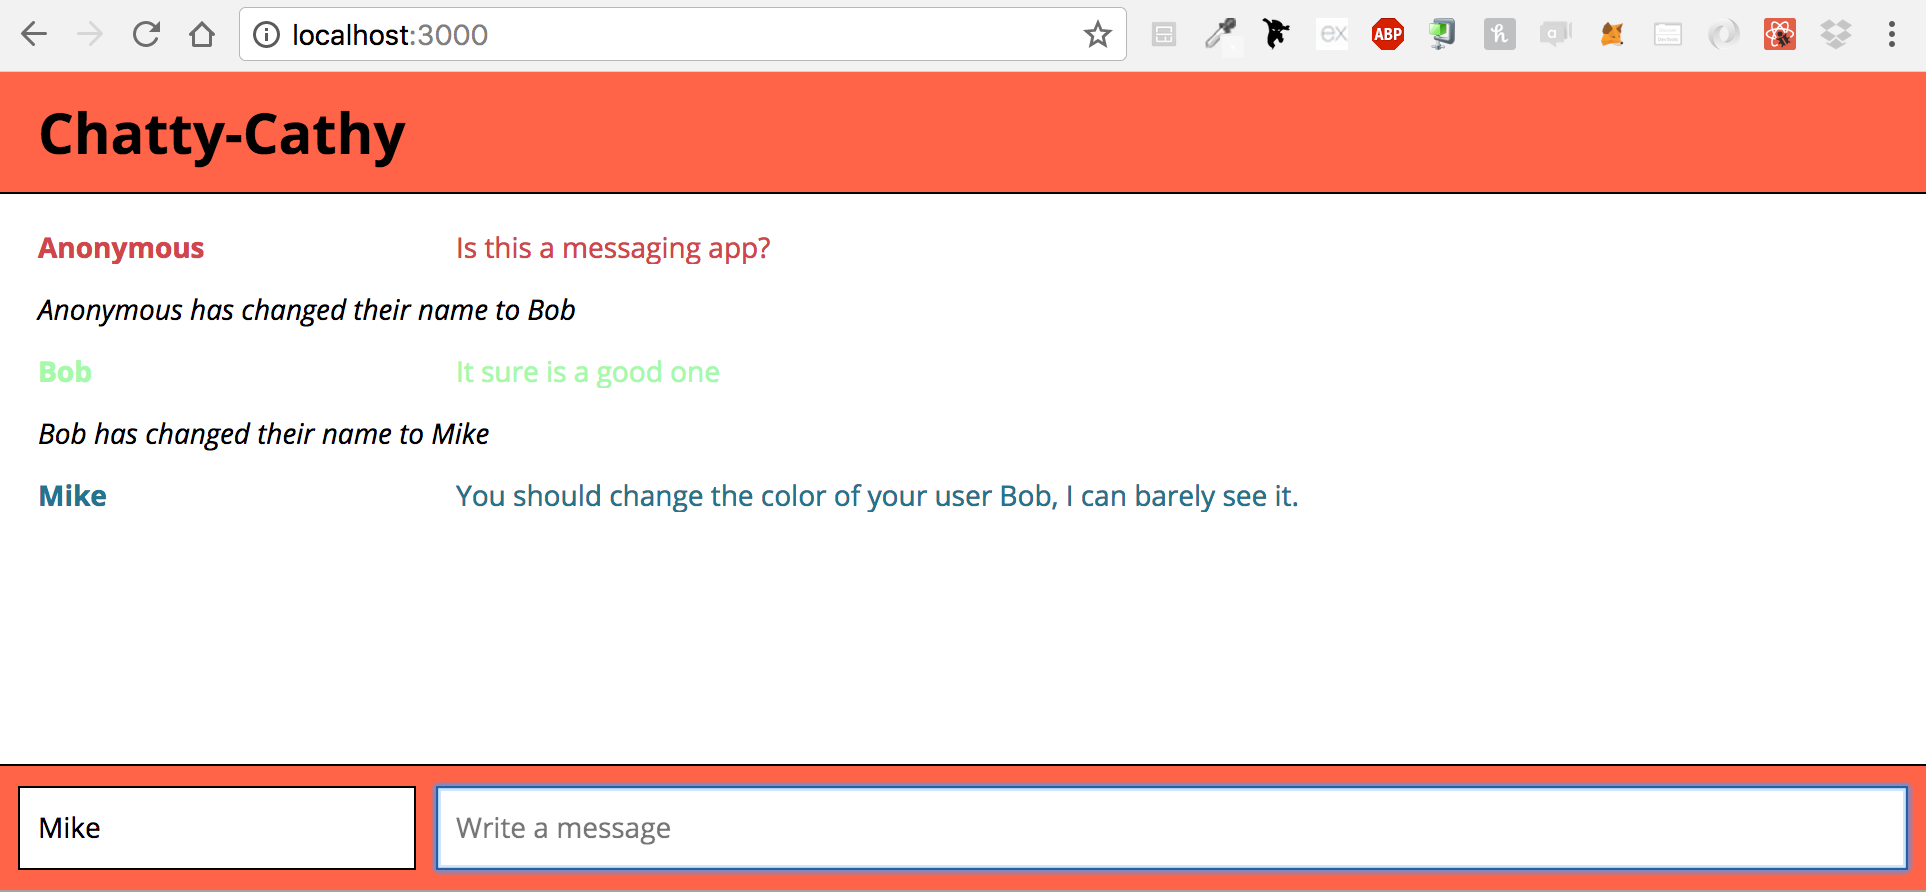 localhost:3000
ex
ABP
h
a
Chatty-Cathy
Anonymous Is this a messaging app?
Anonymous has changed their name to Bob
Bob It sure is a good one
Bob has changed their name to Mike
Mike You should change the color of your user Bob, I can barely see it.
Mike Write a message